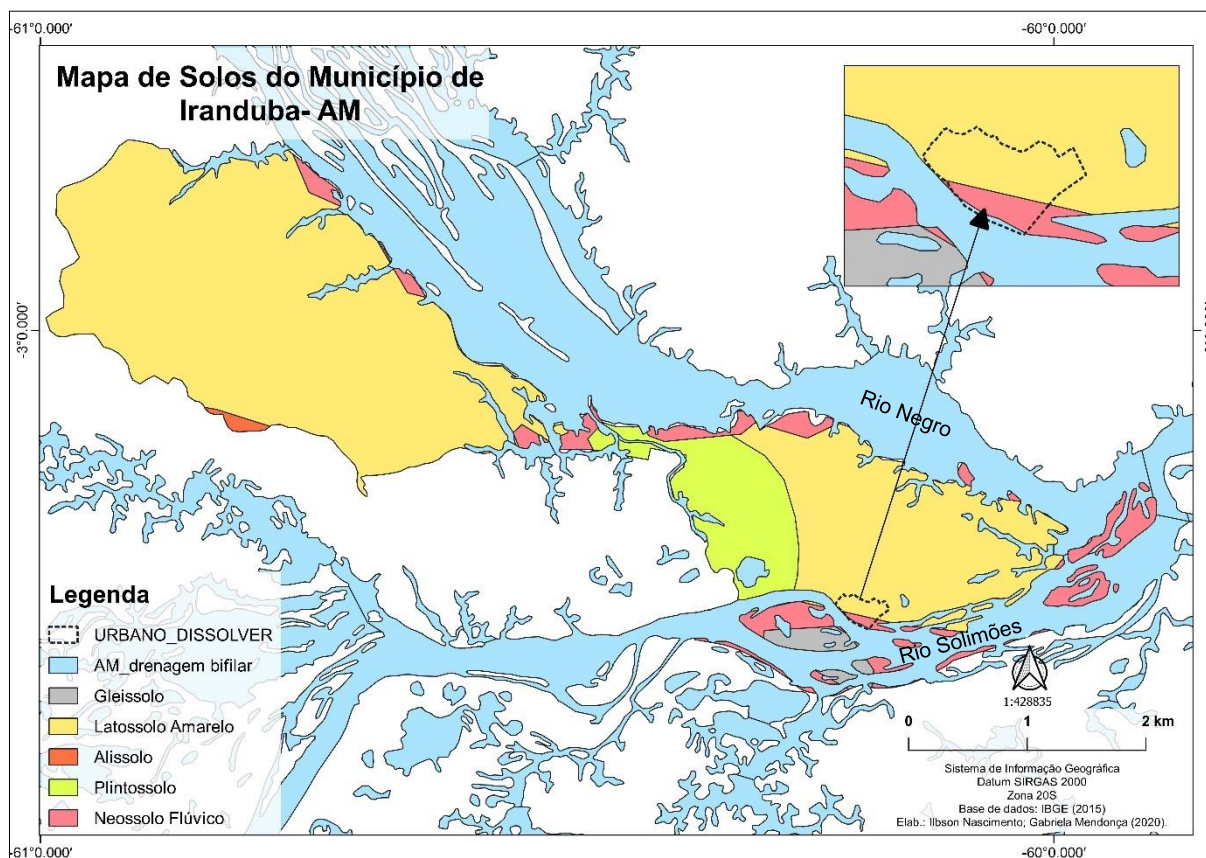 -61°0.000′
-60°0.000′
Mapa de Solos do Município de
Iranduba- AM
-3°0.000′
Rio Negro
Rio Solimões
Legenda
URBANO_DISSOLVER
AM_drenagem bifilar
Gleissolo
Latossolo Amarelo
Alissolo
Plintossolo
Neossolo Flúvico
1:428835
0 1 2 km
Sistema de Informação Geográfica
Datum SIRGAS 2000
Zona 20S
Base de dados: IBGE (2015)
Elab.: Ilbson Nascimento; Gabriela Mendonça (2020).
-61°0.000′
-60°0.000′